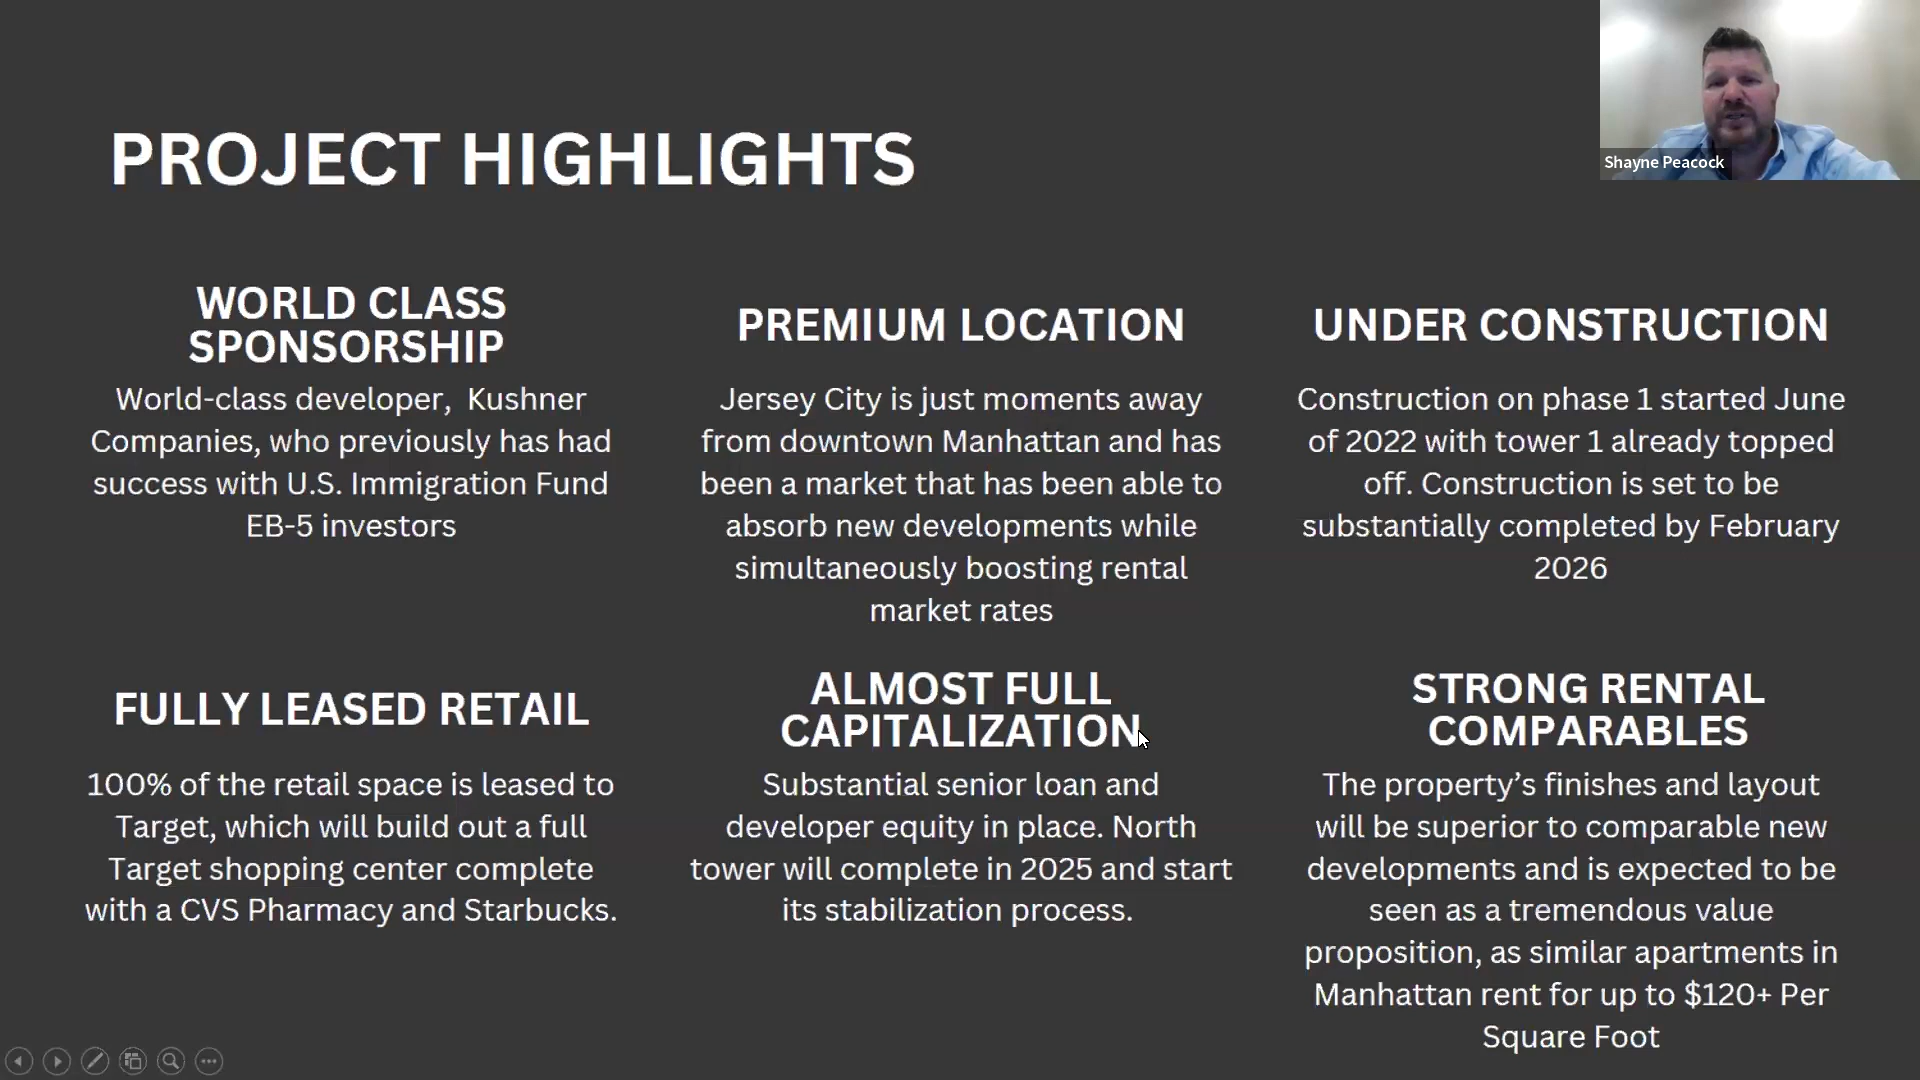 Shayne Peacock
PROJECT HIGHLIGHTS
WORLD CLASS
SPONSORSHIP
World-class developer, Kushner
Companies, who previously has had
success with U.S. Immigration Fund
EB-5 investors
PREMIUM LOCATION
Jersey City is just moments away
from downtown Manhattan and has
been a market that has been able to
absorb new developments while
simultaneously boosting rental
market rates
UNDER CONSTRUCTION
Construction on phase 1 started June
of 2022 with tower 1 already topped
off. Construction is set to be
substantially completed by February
2026
FULLY LEASED RETAIL
100% of the retail space is leased to
Target, which will build out a full
Target shopping center complete
with a CVS Pharmacy and Starbucks.
ALMOST FULL
CAPITALIZATION
Substantial senior loan and
developer equity in place. North
tower will complete in 2025 and start
its stabilization process.
STRONG RENTAL
COMPARABLES
The property’s finishes and layout
will be superior to comparable new
developments and is expected to be
seen as a tremendous value
proposition, as similar apartments in
Manhattan rent for up to $120+ Per
Square Foot